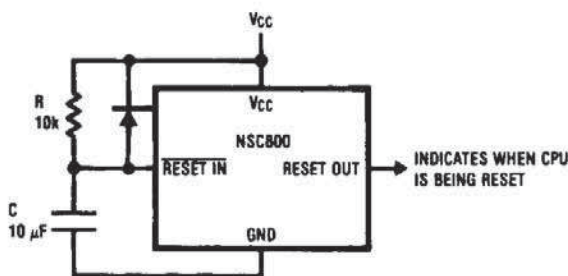 VCC
R
10k
VCC
NSC800
RESET IN
RESET OUT
INDICATES WHEN CPU
IS BEING RESET
C
10 µF
GND